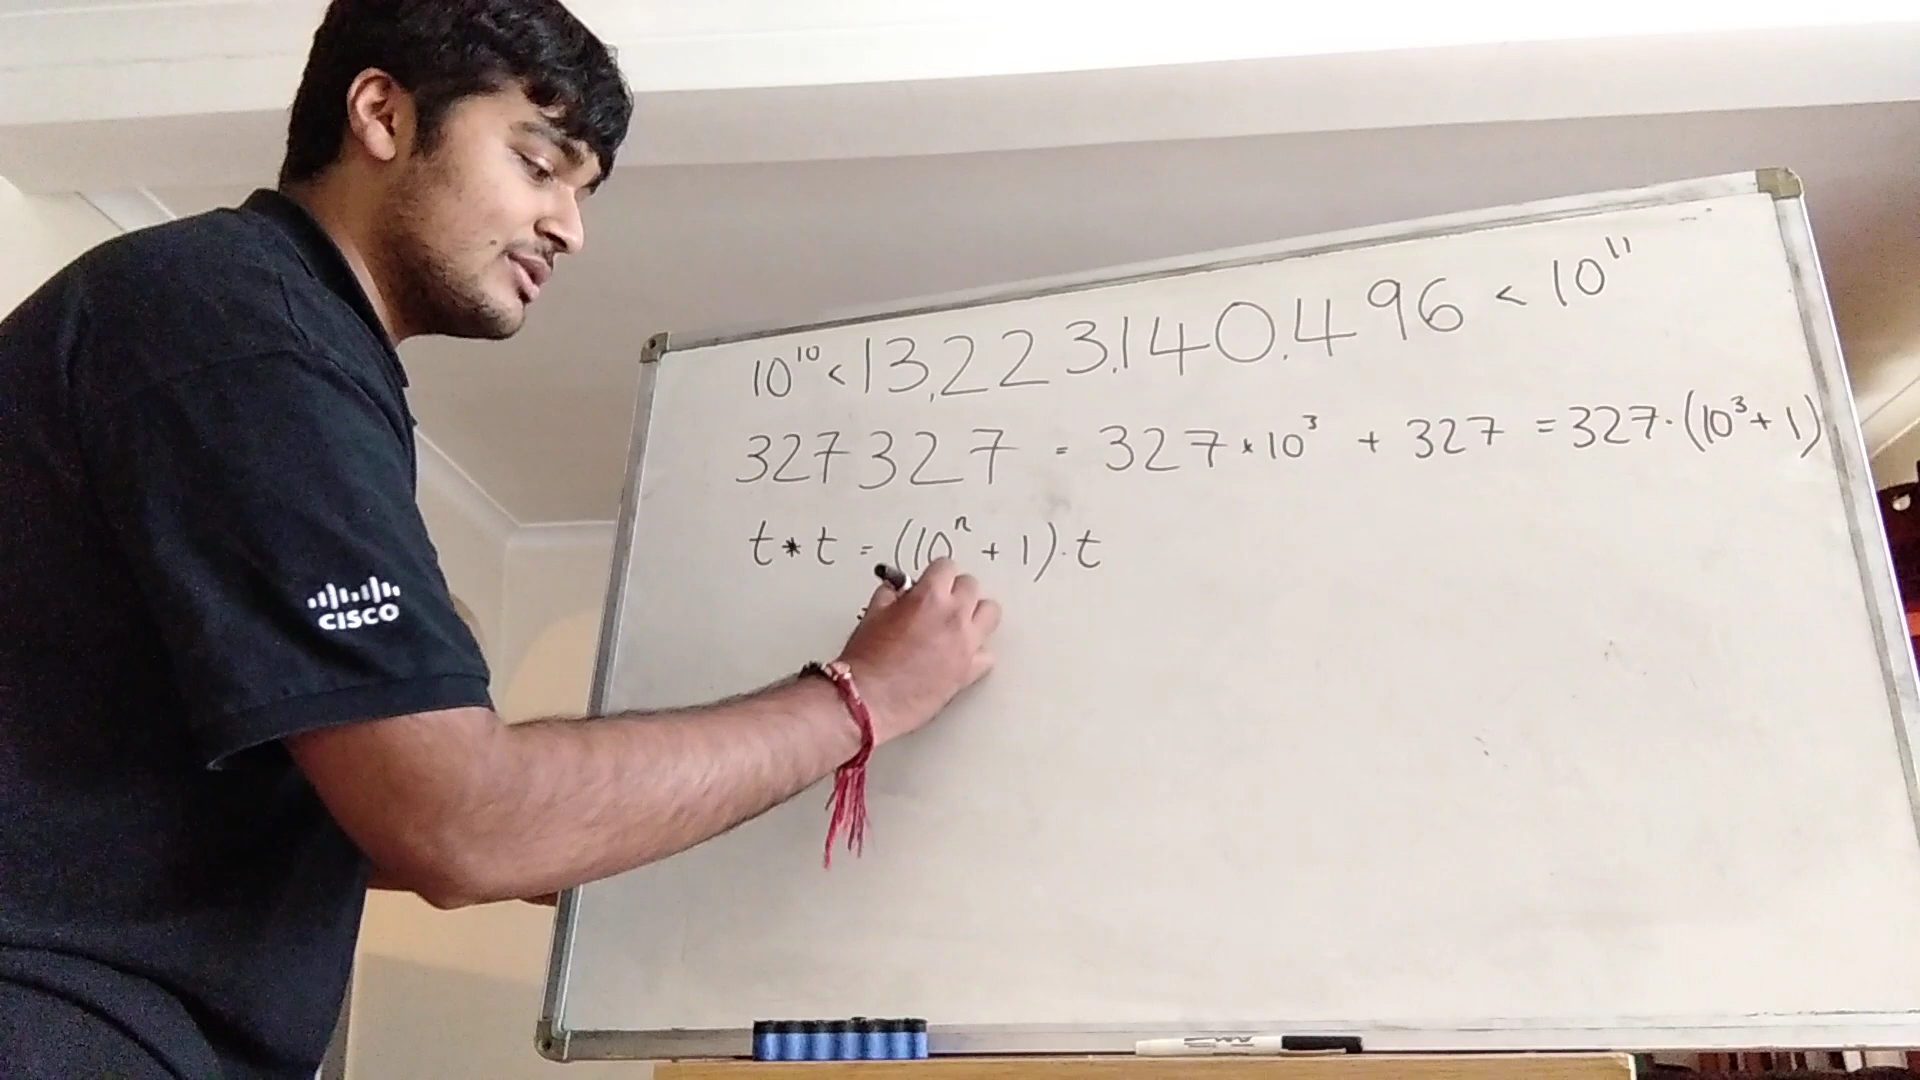 10¹⁰ < 13,223,140,496 < 10¹¹
327327 = 327 * 10³ + 327 = 327 · (10³ + 1)
t * t = (10ⁿ + 1) · t
CISCO